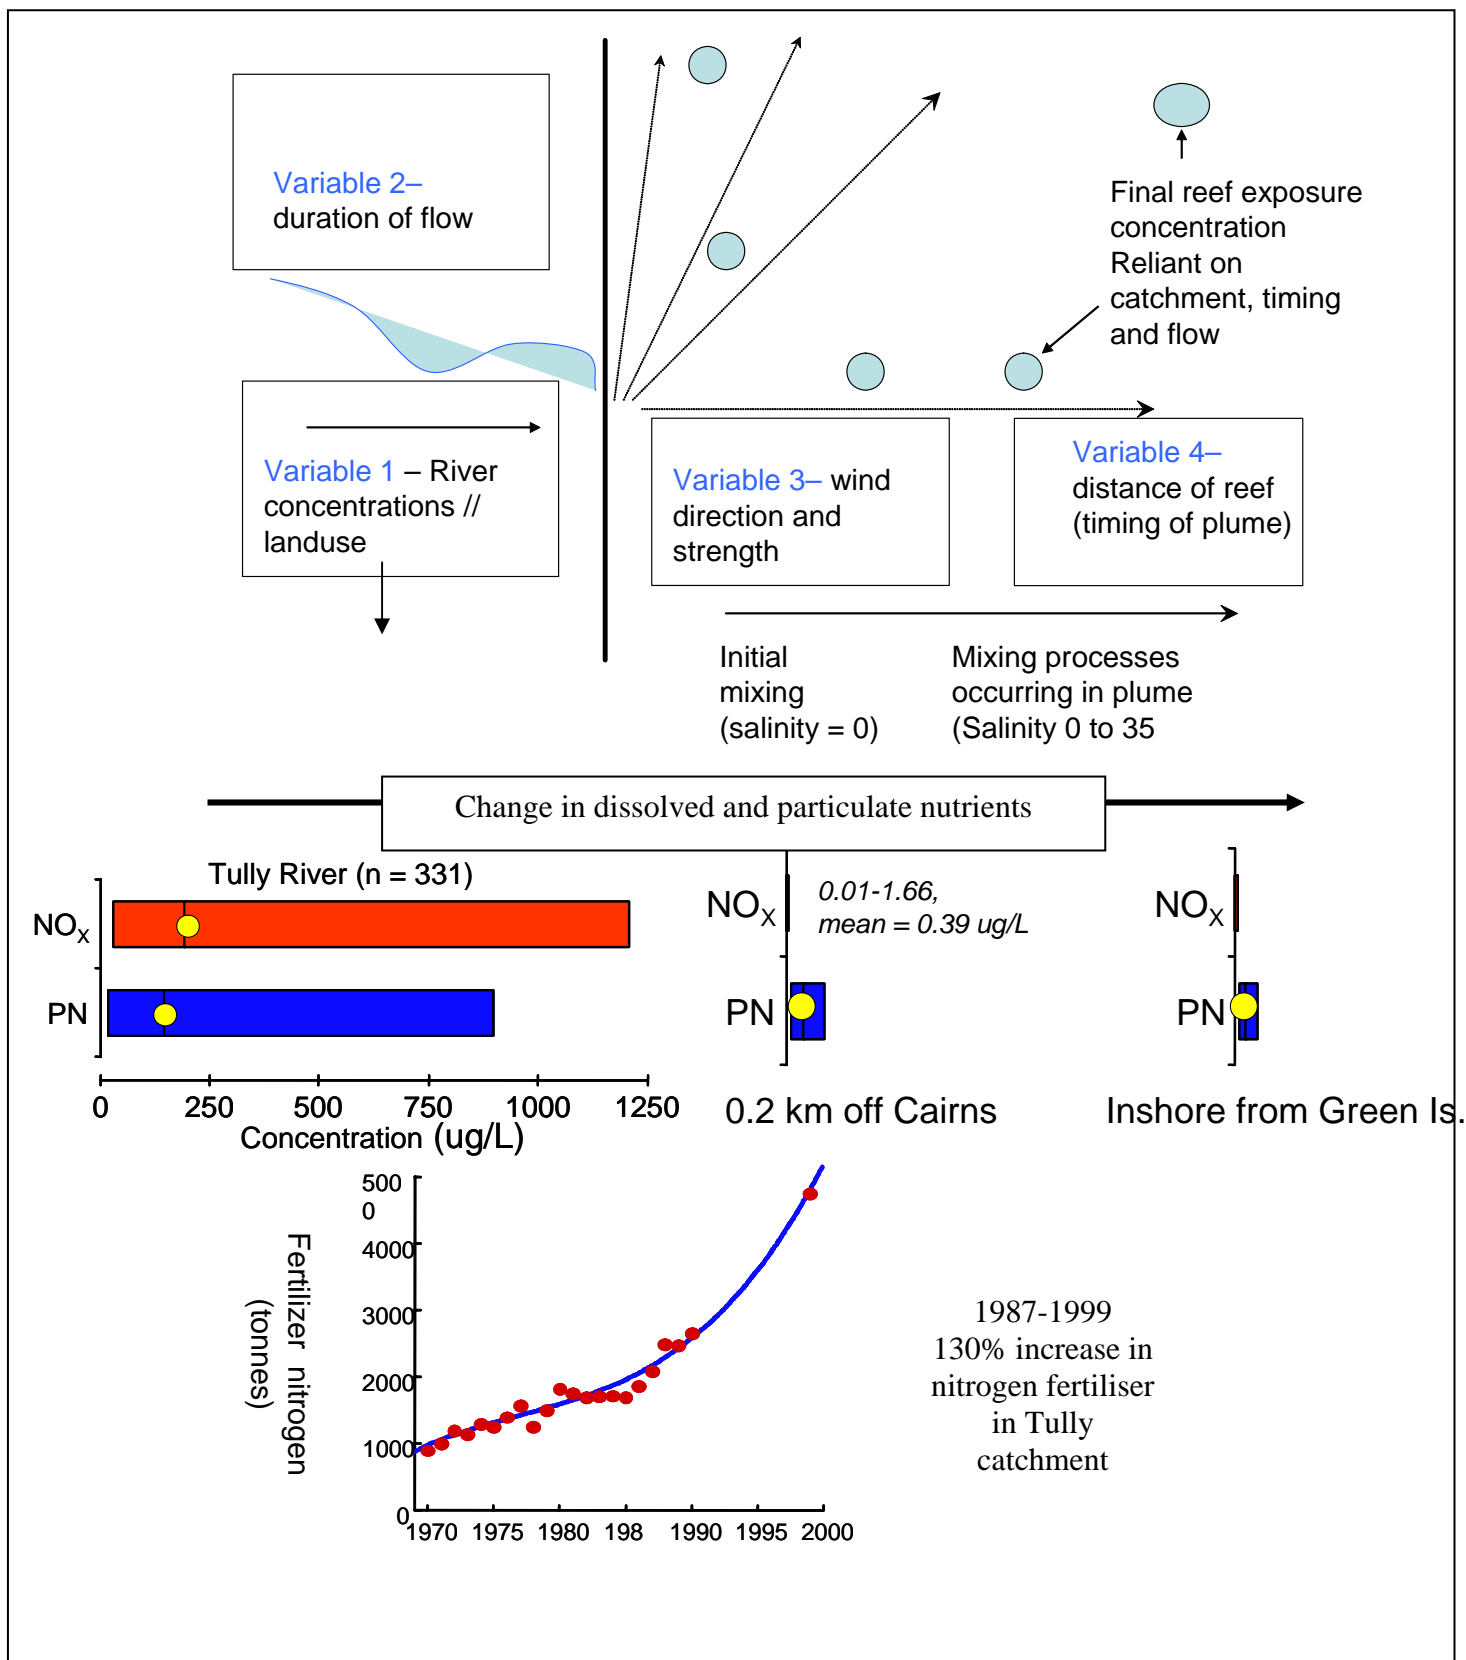 Variable 2–
duration of flow
Final reef exposure
concentration
Reliant on
catchment, timing
and flow
Variable 1 – River
concentrations //
landuse
Variable 3– wind
direction and
strength
Variable 4–
distance of reef
(timing of plume)
Initial
mixing
(salinity = 0)
Mixing processes
occurring in plume
(Salinity 0 to 35
Change in dissolved and particulate nutrients
Tully River (n = 331)
NOX
PN
0 250 500 750 1000 1250
Concentration (ug/L)
NOX
0.01-1.66,
mean = 0.39 ug/L
PN
0.2 km off Cairns
NOX
PN
Inshore from Green Is.
Fertilizer nitrogen
(tonnes)
500
0
4000
3000
2000
1000
0
1970 1975 1980 198 1990 1995 2000
1987-1999
130% increase in
nitrogen fertiliser
in Tully
catchment